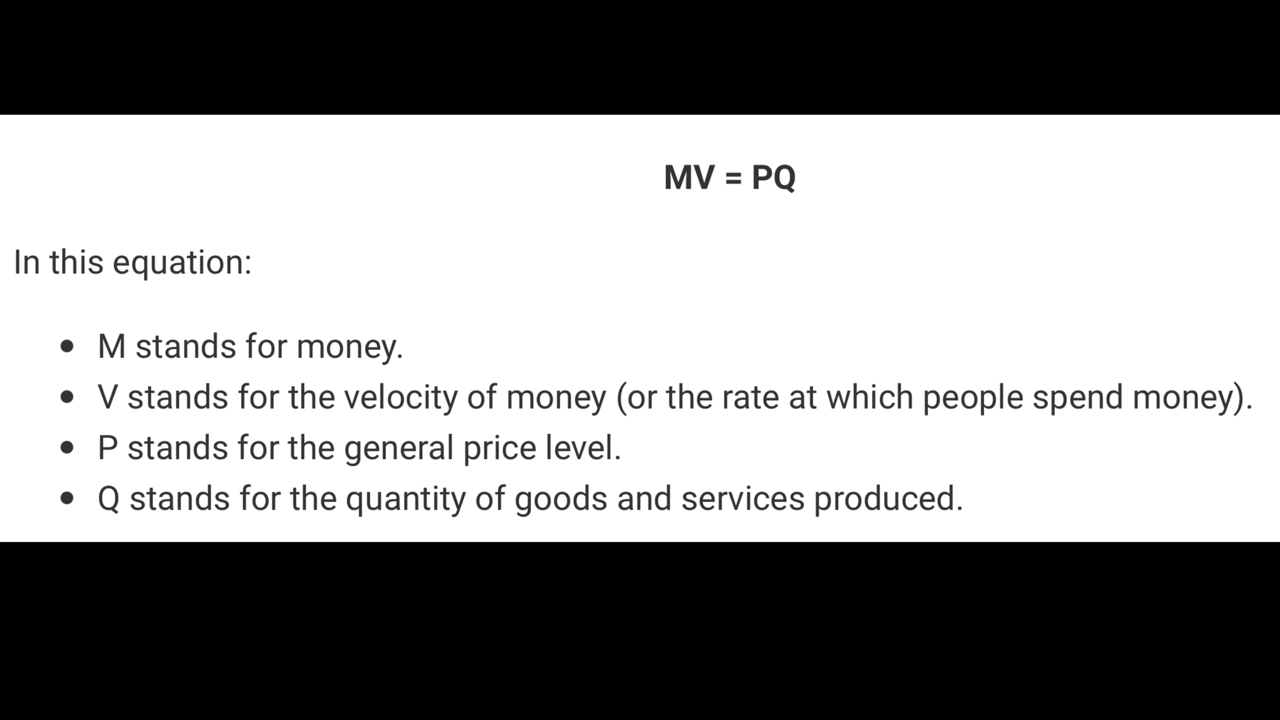 MV = PQ
In this equation:
• M stands for money.
• V stands for the velocity of money (or the rate at which people spend money).
• P stands for the general price level.
• Q stands for the quantity of goods and services produced.